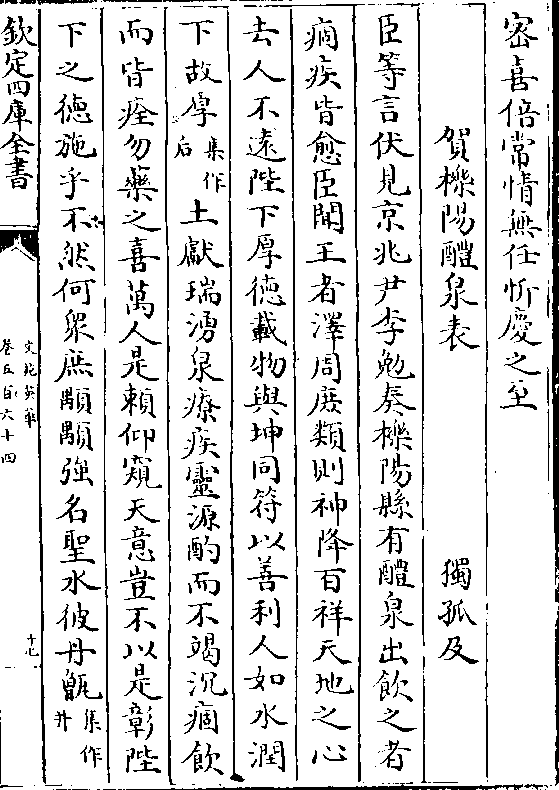 密喜倍常情無任忻慶之至
賀櫟陽醴泉表 獨孤及
臣等言伏見京兆尹李勉奏櫟陽縣有醴泉出飲之者
痼疾皆愈臣聞王者澤周庶類則神降百祥天地之心
去人不遠陛下厚德載物與坤同符以善利人如水潤
下故厚集作后土獻瑞湧泉療疾靈源酌而不竭沉痼飲
而皆痊勿藥之喜萬人是賴仰窺天意豈不以是彰陛
下之德施乎不然何衆庶顒顒強名聖水彼丹甑集作井
欽定四庫全書
文苑英華
卷五百六十四
十七